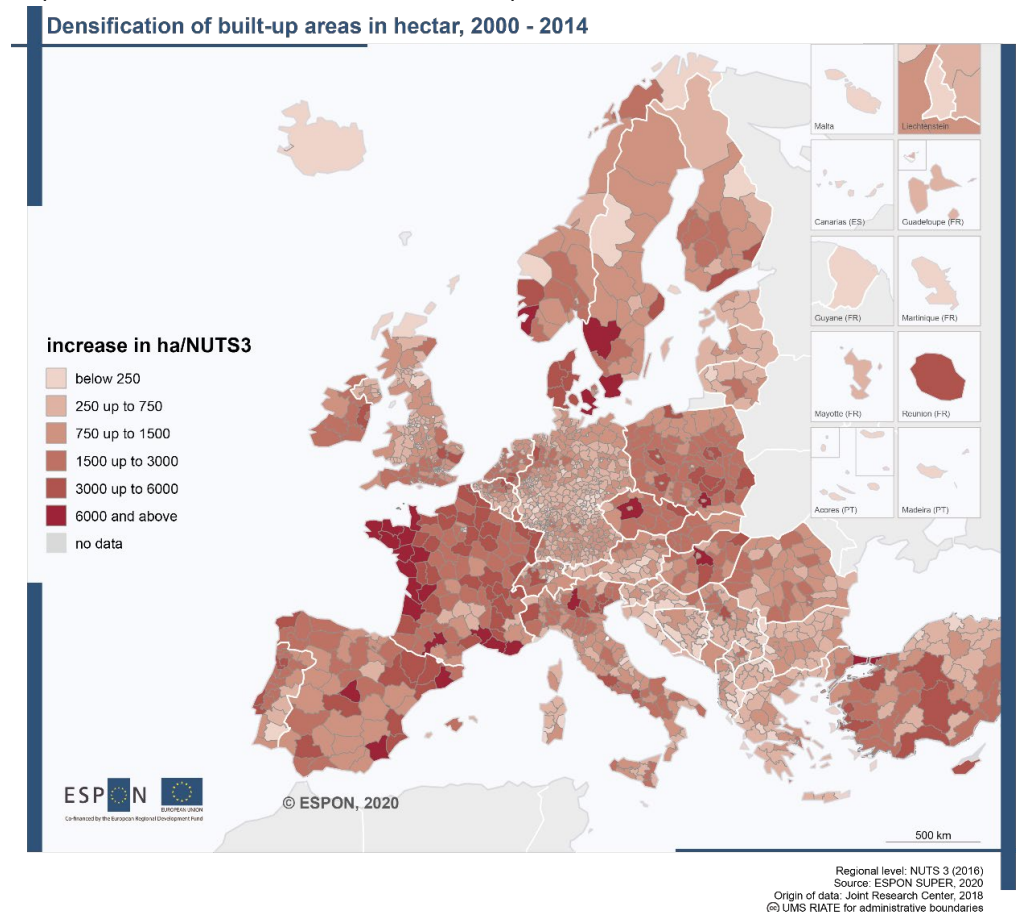 Densification of built-up areas in hectar, 2000 - 2014
Malta
Liechtenstein
Canarias (ES)
Guadeloupe (FR)
Guyane (FR)
Martinique (FR)
Mayotte (FR)
Reunion (FR)
Acores (PT)
Madeira (PT)
increase in ha/NUTS3
below 250
250 up to 750
750 up to 1500
1500 up to 3000
3000 up to 6000
6000 and above
no data
ESPON
EUROPEAN UNION
Co-financed by the European Regional Development Fund
© ESPON, 2020
500 km
Regional level: NUTS 3 (2016)
Source: ESPON SUPER, 2020
Origin of data: Joint Research Center, 2018
UMS RIATE for administrative boundaries